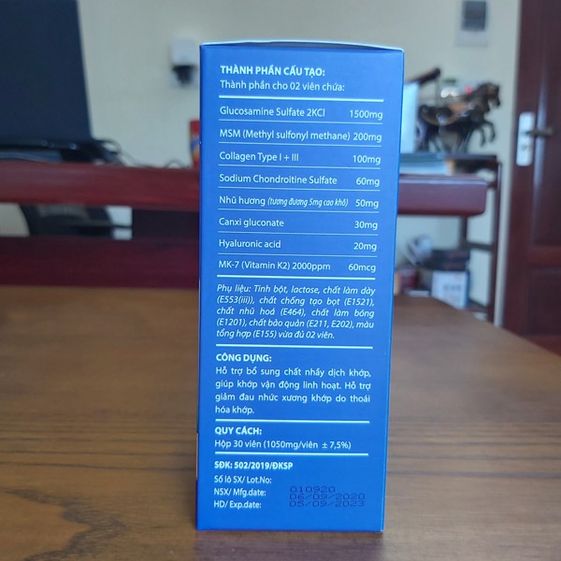 THÀNH PHẦN CẤU TẠO:
Thành phần cho 02 viên chứa:
Glucosamine Sulfate 2KCl 1500mg
MSM (Methyl sulfonyl methane) 200mg
Collagen Type I + III 100mg
Sodium Chondroitine Sulfate 60mg
Nhũ hương (tương đương 5mg cao khô) 50mg
Canxi gluconate 30mg
Hyaluronic acid 20mg
MK-7 (Vitamin K2) 2000ppm 60mcg
Phụ liệu: Tinh bột, lactose, chất làm dày
(E553(iii)), chất chống tạo bọt (E1521),
chất nhũ hoá (E464), chất làm bóng
(E1201), chất bảo quản (E211, E202), màu
tổng hợp (E155) vừa đủ 02 viên.
CÔNG DỤNG:
Hỗ trợ bổ sung chất nhầy dịch khớp,
giúp khớp vận động linh hoạt. Hỗ trợ
giảm đau nhức xương khớp do thoái
hóa khớp.
QUY CÁCH:
Hộp 30 viên (1050mg/viên ± 7,5%)
SĐK: 502/2019/ĐKSP
Số lô SX/ Lot.No: 010920
NSX/ Mfg.date: 06/09/2020
HD/ Exp.date: 05/09/2023